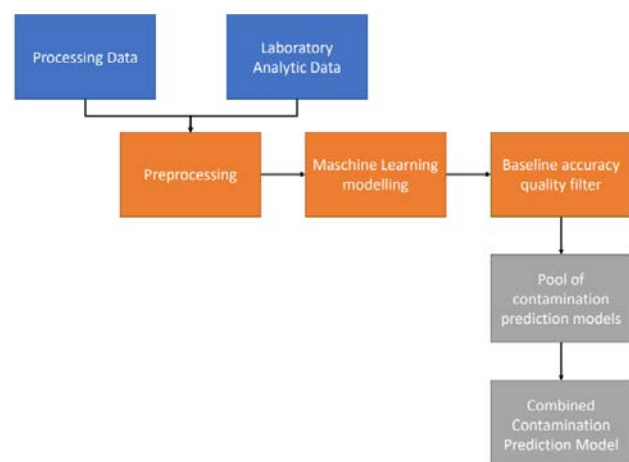 Processing Data
Laboratory
Analytic Data
Preprocessing
Maschine Learning
modelling
Baseline accuracy
quality filter
Pool of
contamination
prediction models
Combined
Contamination
Prediction Model